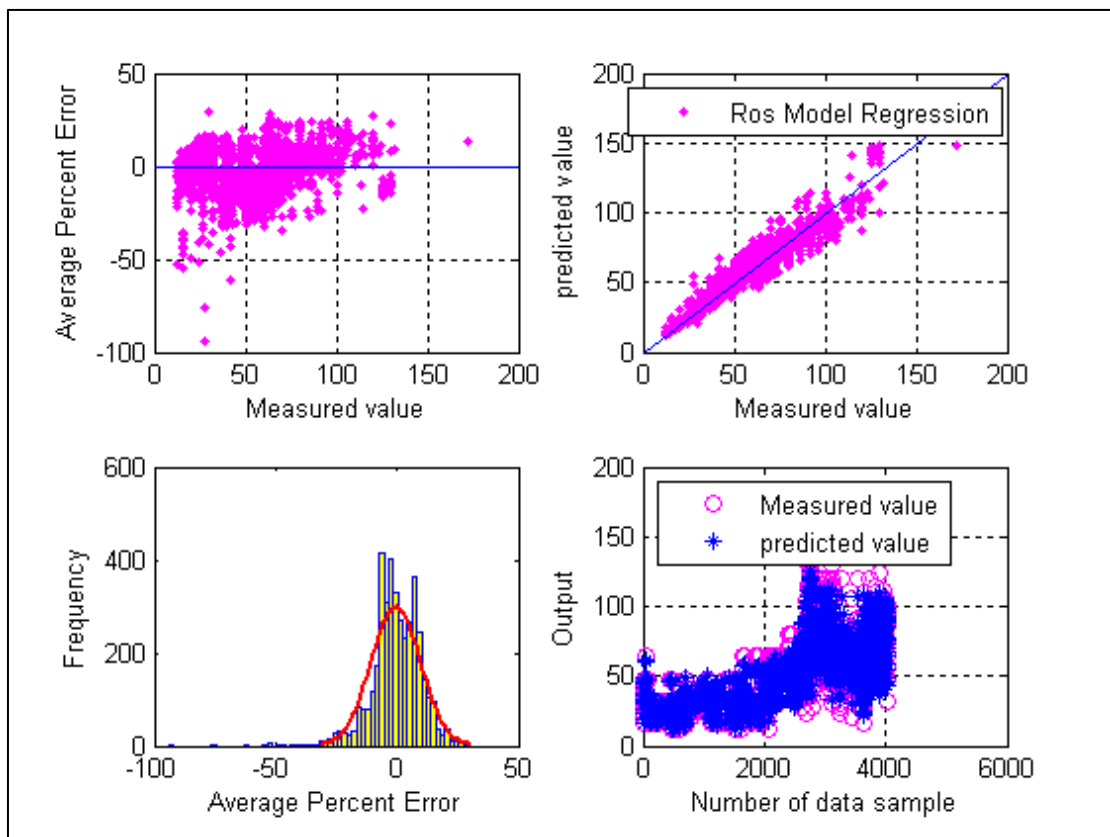 50
0
-50
-100
Average Percent Error
0 50 100 150 200
Measured value
200
150
100
50
0
predicted value
Ros Model Regression
0 50 100 150 200
Measured value
600
400
200
0
Frequency
-100 -50 0 50
Average Percent Error
200
150
100
50
0
Output
Measured value
predicted value
0 2000 4000 6000
Number of data sample